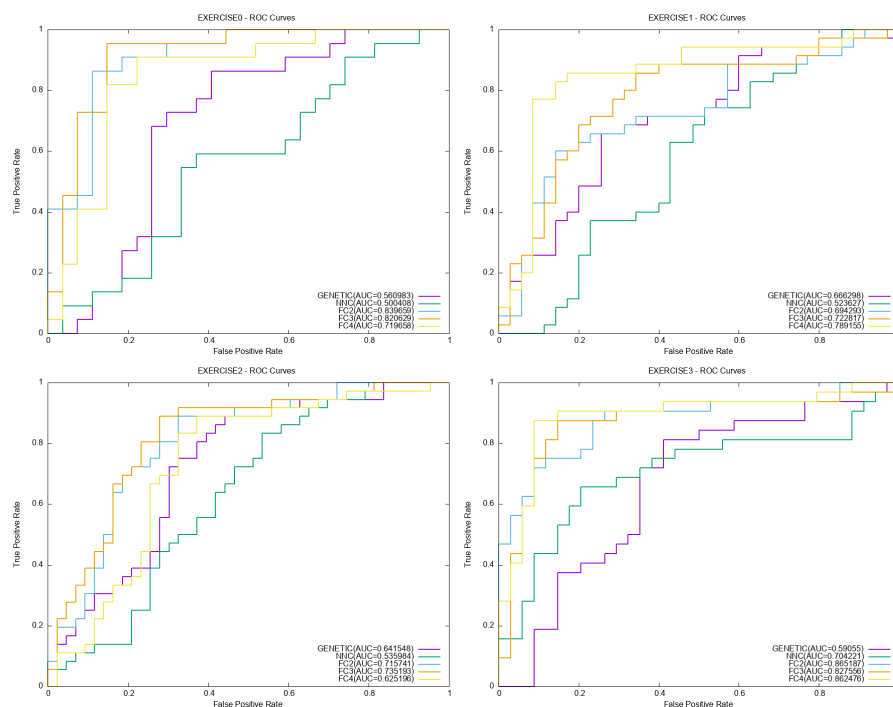 EXERCISE0 - ROC Curves
1
0.8
0.6
0.4
0.2
0
True Positive Rate
GENETIC(AUC=0.560983)
NNC(AUC=0.500408)
FC2(AUC=0.839659)
FC3(AUC=0.820629)
FC4(AUC=0.719658)
0 0.2 0.4 0.6 0.8 1
False Positive Rate
EXERCISE1 - ROC Curves
1
0.8
0.6
0.4
0.2
0
True Positive Rate
GENETIC(AUC=0.666298)
NNC(AUC=0.523627)
FC2(AUC=0.694293)
FC3(AUC=0.722817)
FC4(AUC=0.789155)
0 0.2 0.4 0.6 0.8
False Positive Rate
EXERCISE2 - ROC Curves
1
0.8
0.6
0.4
0.2
0
True Positive Rate
GENETIC(AUC=0.641548)
NNC(AUC=0.535984)
FC2(AUC=0.715741)
FC3(AUC=0.735193)
FC4(AUC=0.625196)
0 0.2 0.4 0.6 0.8 1
False Positive Rate
EXERCISE3 - ROC Curves
1
0.8
0.6
0.4
0.2
0
True Positive Rate
GENETIC(AUC=0.59055)
NNC(AUC=0.704221)
FC2(AUC=0.865187)
FC3(AUC=0.827556)
FC4(AUC=0.862476)
0 0.2 0.4 0.6 0.8
False Positive Rate